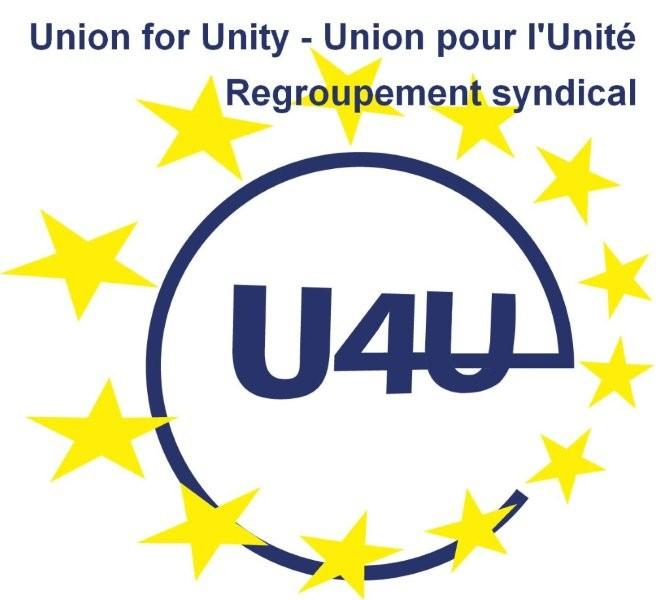 Union for Unity - Union pour l'Unité
Regroupement syndical
U4U